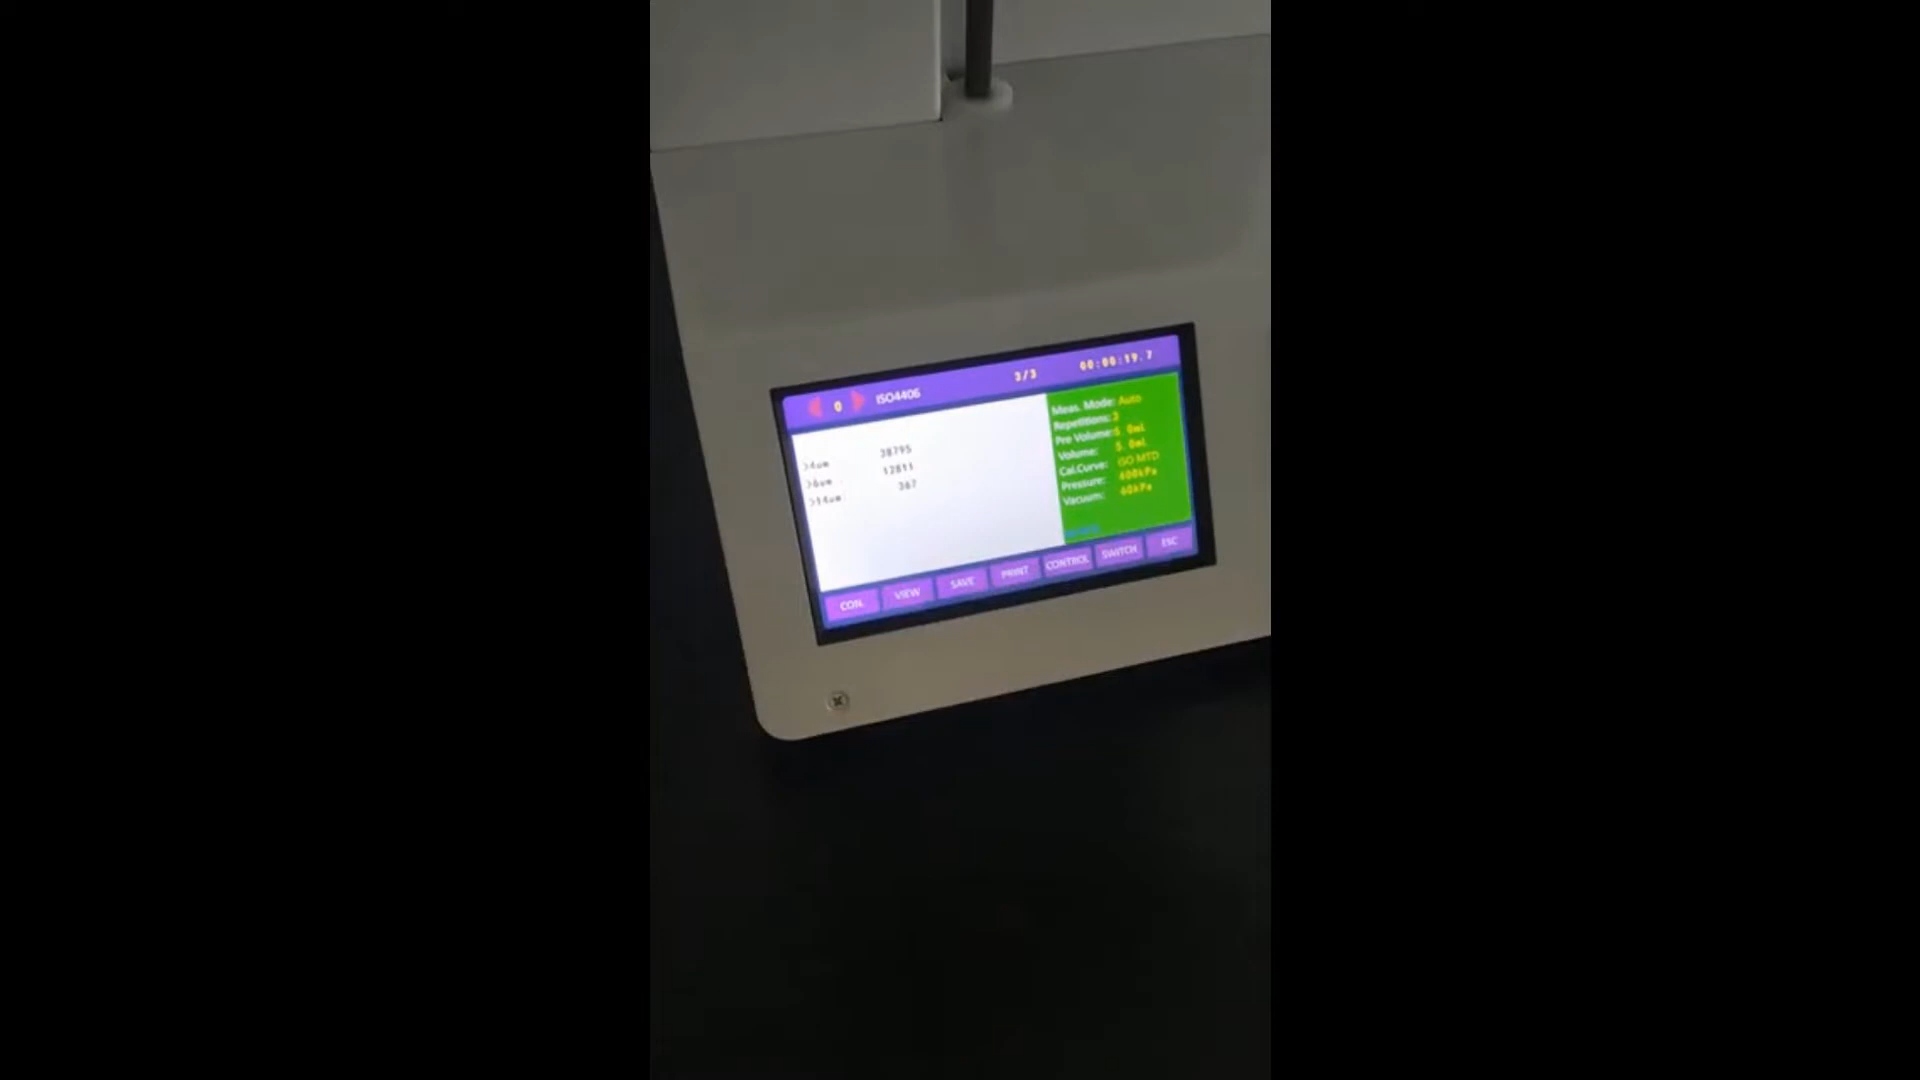 0 ISO4406 3/3 00:00:19.7
>4um 38795
>6um 12811
>14um 367
Meas. Mode: Auto
Repetitions: 3
Pre Volume: 6.0mL
Volume: 5.0mL
Cal.Curve: ISO MTD
Pressure: 400kPa
Vacuum: 60kPa
CON. VIEW SAVE PRINT CONTROL SWITCH ESC